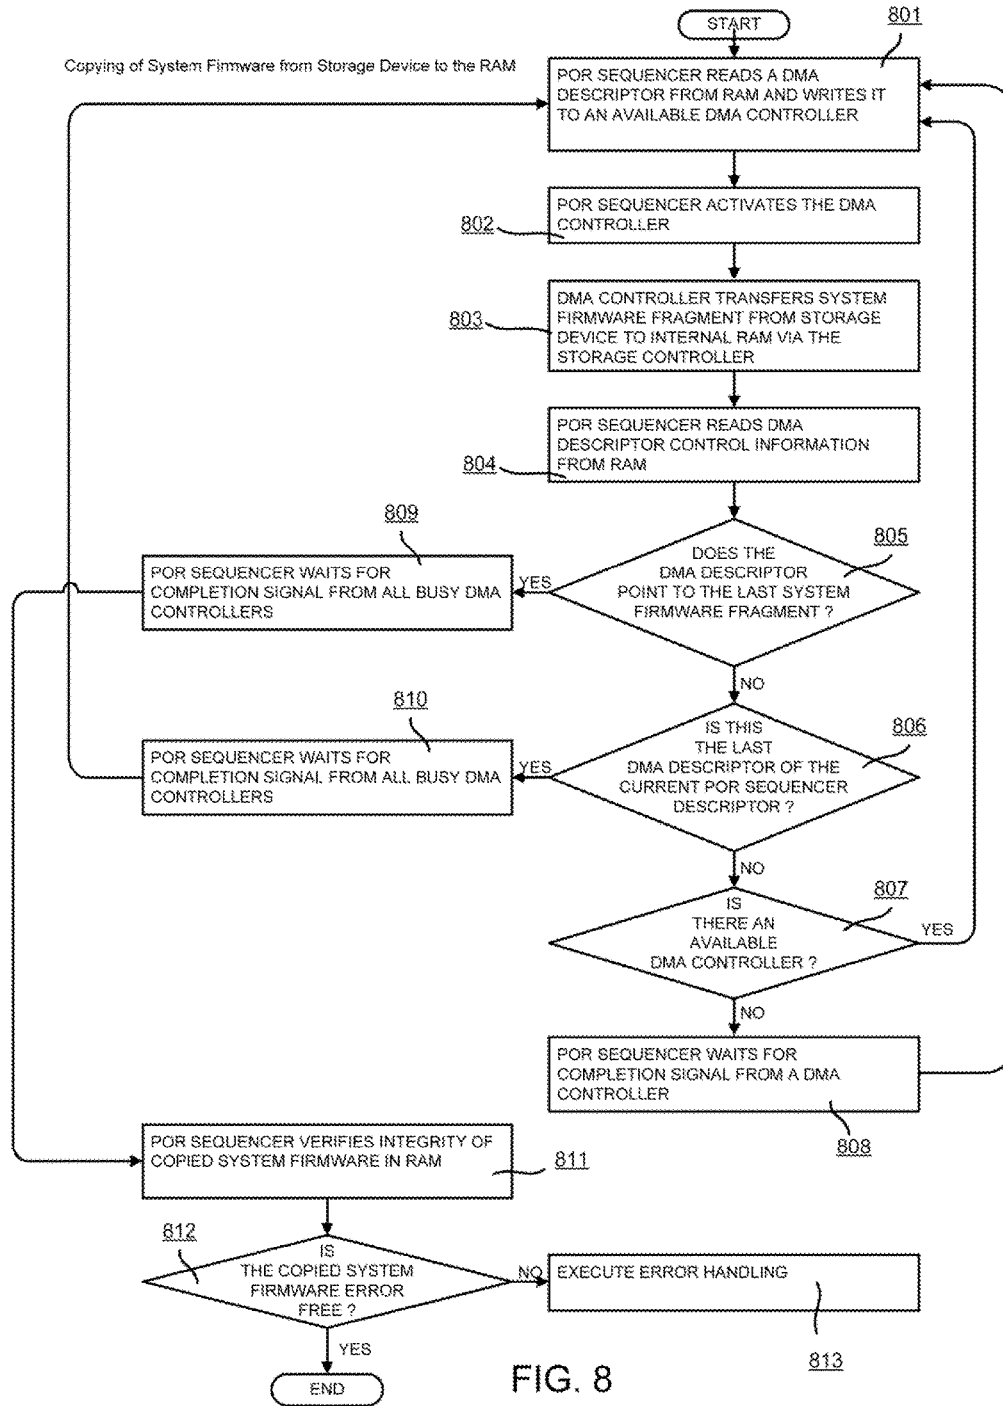 START
801
Copying of System Firmware from Storage Device to the RAM
POR SEQUENCER READS A DMA
DESCRIPTOR FROM RAM AND WRITES IT
TO AN AVAILABLE DMA CONTROLLER
POR SEQUENCER ACTIVATES THE DMA
CONTROLLER
802
DMA CONTROLLER TRANSFERS SYSTEM
FIRMWARE FRAGMENT FROM STORAGE
DEVICE TO INTERNAL RAM VIA THE
STORAGE CONTROLLER
803
POR SEQUENCER READS DMA
DESCRIPTOR CONTROL INFORMATION
FROM RAM
804
809
805
DOES THE
DMA DESCRIPTOR
POINT TO THE LAST SYSTEM
FIRMWARE FRAGMENT ?
YES
POR SEQUENCER WAITS FOR
COMPLETION SIGNAL FROM ALL BUSY DMA
CONTROLLERS
NO
810
806
IS THIS
THE LAST
DMA DESCRIPTOR OF THE
CURRENT POR SEQUENCER
DESCRIPTOR ?
YES
POR SEQUENCER WAITS FOR
COMPLETION SIGNAL FROM ALL BUSY DMA
CONTROLLERS
NO
807
IS
THERE AN
AVAILABLE
DMA CONTROLLER ?
YES
NO
POR SEQUENCER WAITS FOR
COMPLETION SIGNAL FROM A DMA
CONTROLLER
808
POR SEQUENCER VERIFIES INTEGRITY OF
COPIED SYSTEM FIRMWARE IN RAM
811
812
IS
THE COPIED SYSTEM
FIRMWARE ERROR
FREE ?
NO
EXECUTE ERROR HANDLING
813
YES
END
FIG. 8